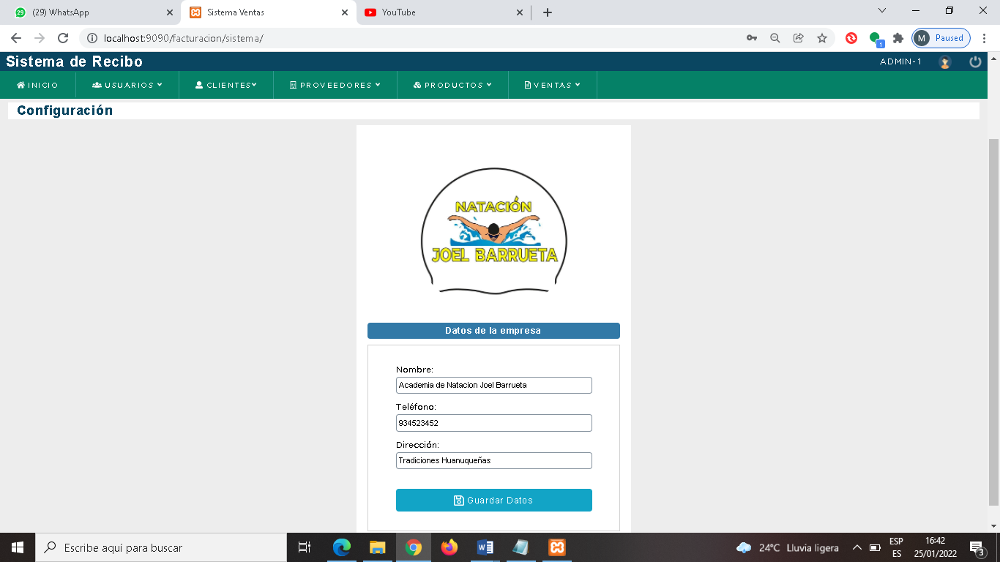 29 (29) WhatsApp
Sistema Ventas
YouTube
localhost:9090/facturacion/sistema/
1
M Paused
Sistema de Recibo
ADMIN-1
INICIO
USUARIOS
CLIENTES
PROVEEDORES
PRODUCTOS
VENTAS
Configuración
NATACIÓN
JOEL BARRUETA
Datos de la empresa
Nombre:
Academia de Natacion Joel Barrueta
Teléfono:
934523452
Dirección:
Tradiciones Huanuqueñas
Guardar Datos
Escribe aquí para buscar
24°C Lluvia ligera
ESP
ES
16:42
25/01/2022
3